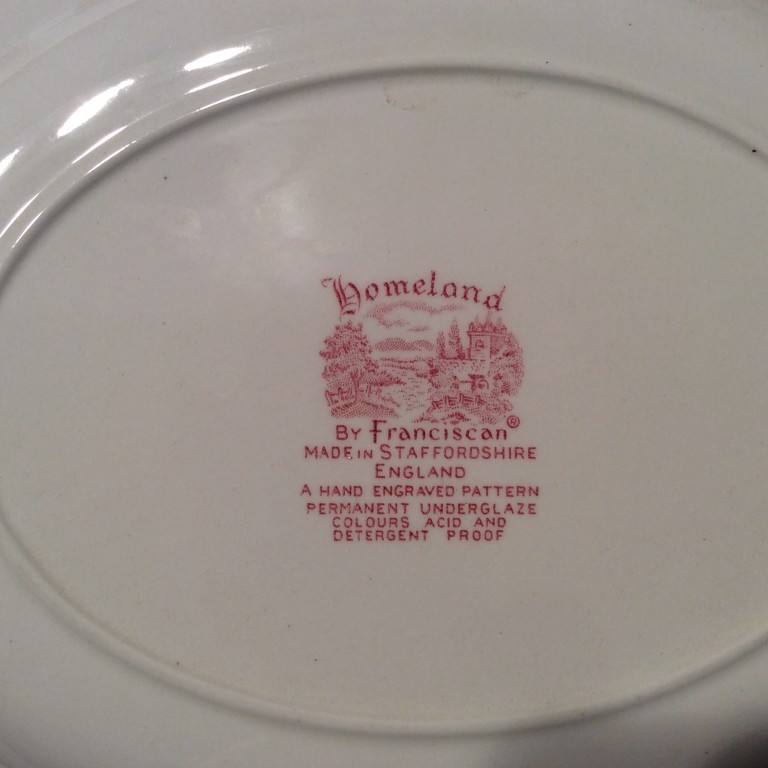 Homeland
BY Franciscan®
MADE IN STAFFORDSHIRE
ENGLAND
A HAND ENGRAVED PATTERN
PERMANENT UNDERGLAZE
COLOURS ACID AND
DETERGENT PROOF